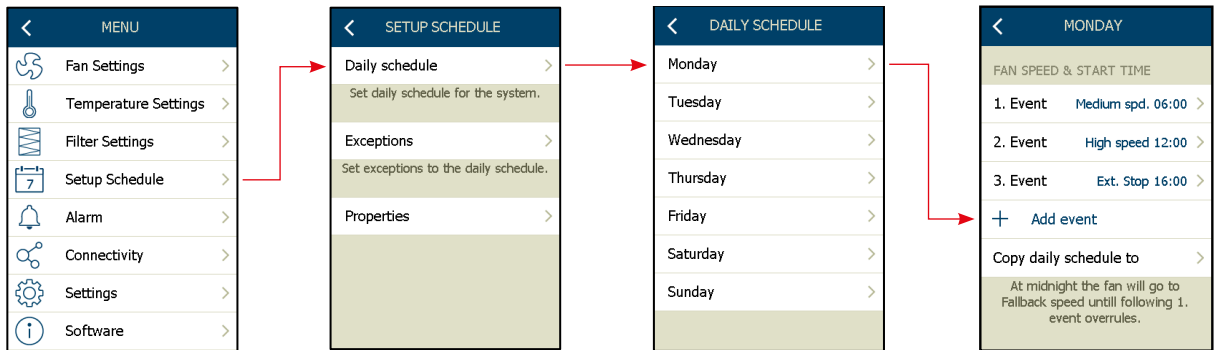 MENU
Fan Settings
Temperature Settings
Filter Settings
7
Setup Schedule
Alarm
Connectivity
Settings
i
Software
SETUP SCHEDULE
Daily schedule
Set daily schedule for the system.
Exceptions
Set exceptions to the daily schedule.
Properties
DAILY SCHEDULE
Monday
Tuesday
Wednesday
Thursday
Friday
Saturday
Sunday
MONDAY
FAN SPEED & START TIME
1. Event Medium spd. 06:00
2. Event High speed 12:00
3. Event Ext. Stop 16:00
+ Add event
Copy daily schedule to
At midnight the fan will go to
Fallback speed untill following 1.
event overrules.